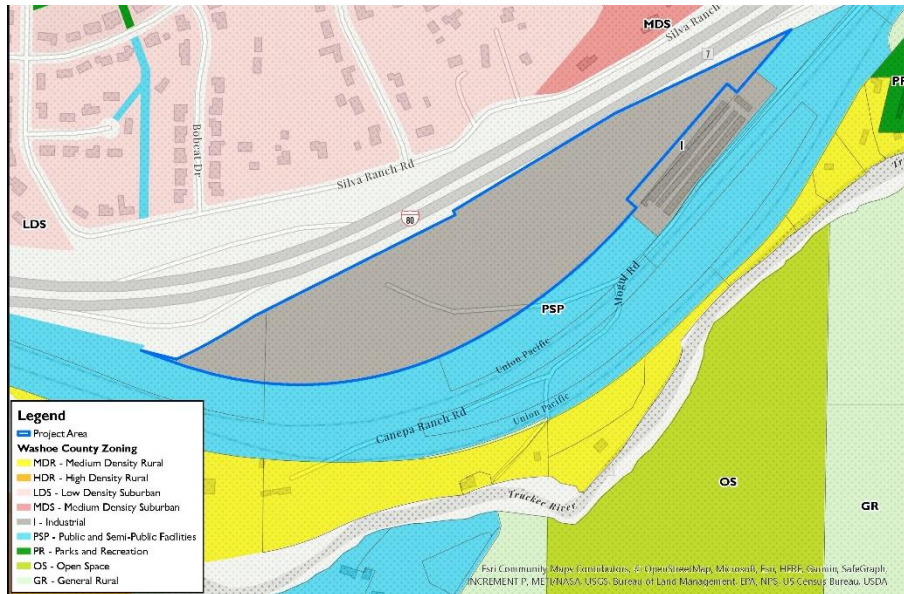 MDS
Silva Ranch
7
PR
Bobcat Dr
Silva Ranch Rd
I
80
LDS
Mogul Rd
PSP
Union Pacific
Canepa Ranch Rd
Union Pacific
Truckee River
OS
GR
Legend
Project Area
Washoe County Zoning
MDR - Medium Density Rural
HDR - High Density Rural
LDS - Low Density Suburban
MDS - Medium Density Suburban
I - Industrial
PSP - Public and Semi-Public Facilities
PR - Parks and Recreation
OS - Open Space
GR - General Rural
Esri Community Maps Contributors, © OpenStreetMap, Microsoft, Esri, HERE, Garmin, SafeGraph,
INCREMENT P, METI/NASA, USGS, Bureau of Land Management, EPA, NPS, US Census Bureau, USDA